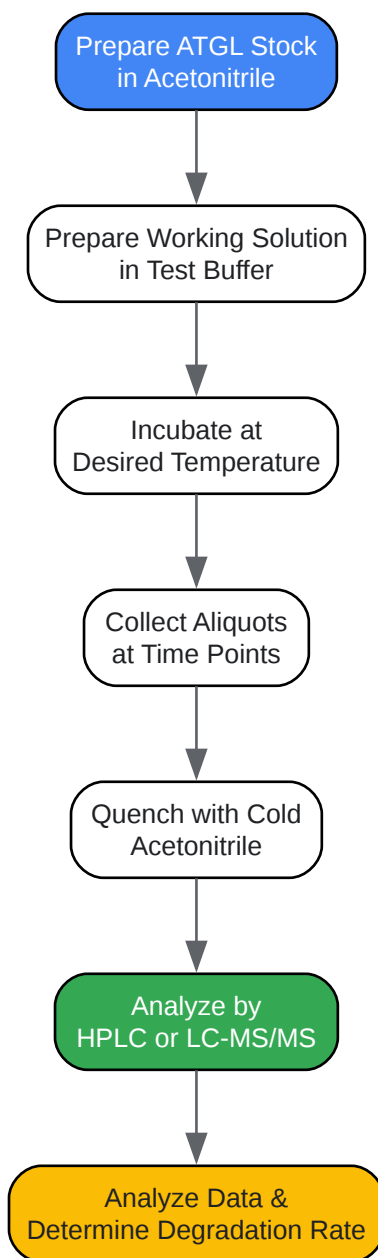 Prepare ATGL Stock
in Acetonitrile
Prepare Working Solution
in Test Buffer
Incubate at
Desired Temperature
Collect Aliquots
at Time Points
Quench with Cold
Acetonitrile
Analyze by
HPLC or LC-MS/MS
Analyze Data &
Determine Degradation Rate